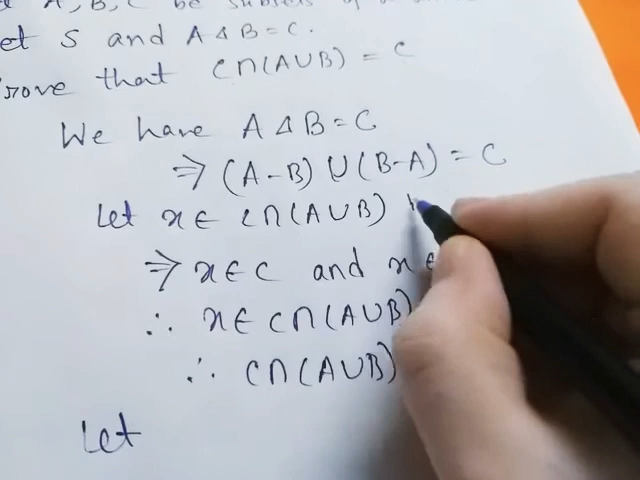 A, B, C be subsets of a
et S and A Δ B = C.
rove that C∩(A∪B) = C
We have A Δ B = C
⇒ (A-B) ∪ (B-A) = C
Let x ∈ C∩(A∪B)
⇒ x ∈ C and x ∈
∴ x ∈ C∩(A∪B)
∴ C∩(A∪B)
Let